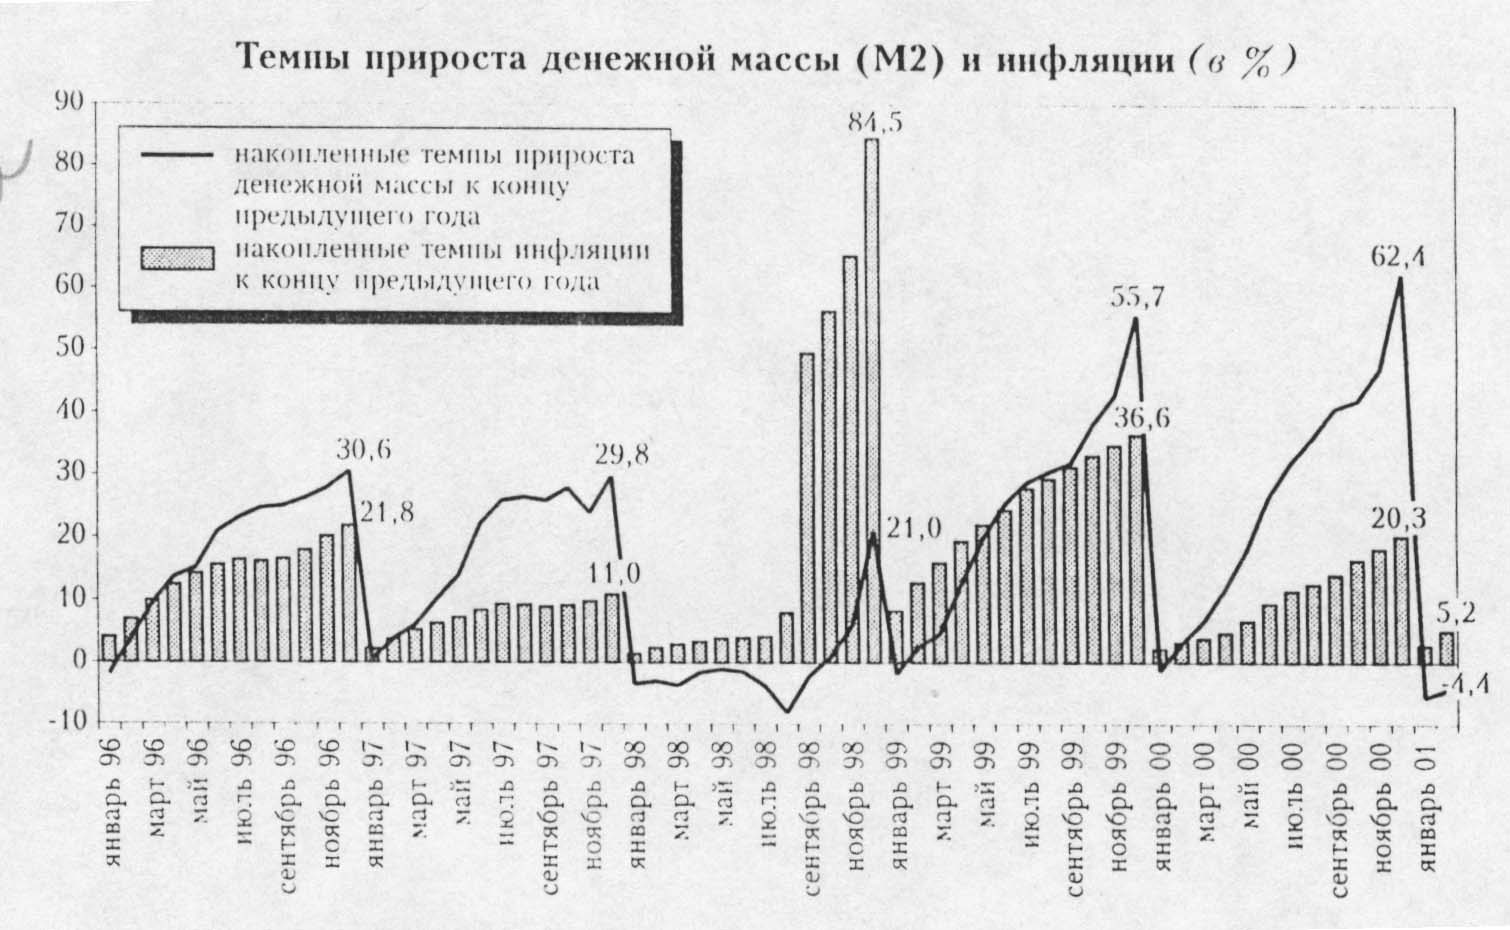 Темпы прироста денежной массы (М2) и инфляции (в %)
90
80
70
60
50
40
30
20
10
0
-10
накопленные темпы прироста
денежной массы к концу
предыдущего года
накопленные темпы инфляции
к концу предыдущего года
30,6
21,8
29,8
11,0
84,5
21,0
55,7
36,6
62,4
20,3
5,2
-4,4
январь 96
март 96
май 96
июль 96
сентябрь 96
ноябрь 96
январь 97
март 97
май 97
июль 97
сентябрь 97
ноябрь 97
январь 98
март 98
май 98
июль 98
сентябрь 98
ноябрь 98
январь 99
март 99
май 99
июль 99
сентябрь 99
ноябрь 99
январь 00
март 00
май 00
июль 00
сентябрь 00
ноябрь 00
январь 01